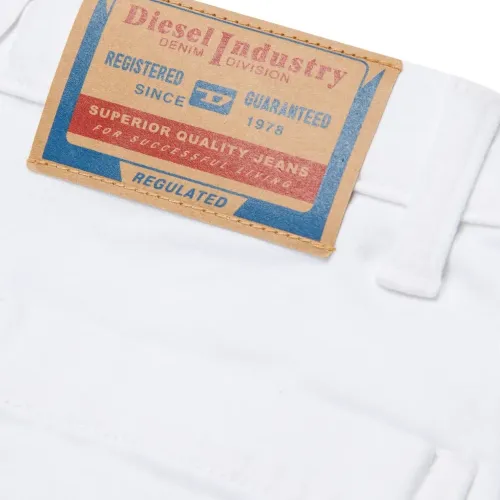 Diesel Industry
DENIM DIVISION
REGISTERED GUARANTEED
SINCE D 1978
SUPERIOR QUALITY JEANS
FOR SUCCESSFUL LIVING
REGULATED